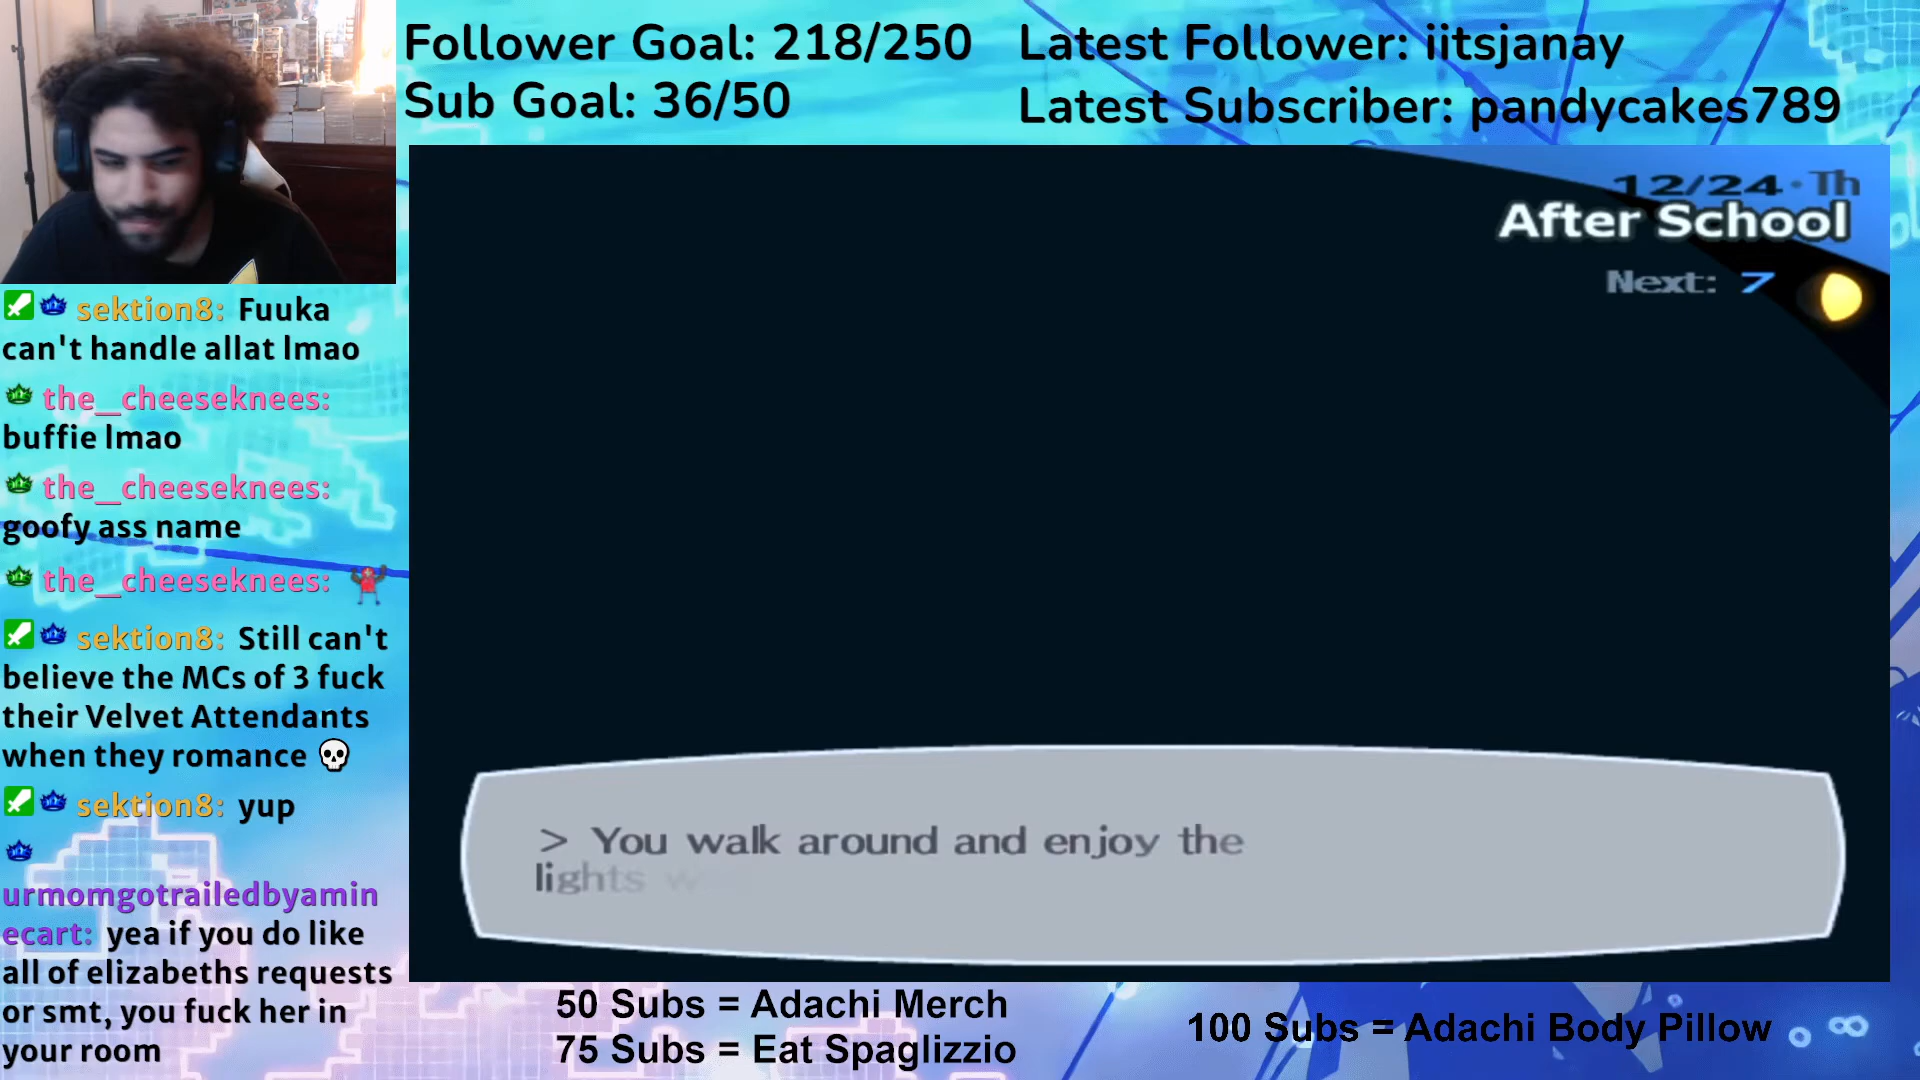 Follower Goal: 218/250
Sub Goal: 36/50
Latest Follower: iitsjanay
Latest Subscriber: pandycakes789
12/24 · Th
After School
Next: 7
sektion8: Fuuka
can't handle allat lmao
the__cheeseknees:
buffie lmao
the__cheeseknees:
goofy ass name
the__cheeseknees:
sektion8: Still can't
believe the MCs of 3 fuck
their Velvet Attendants
when they romance 💀
sektion8: yup
urmomgotrailedbyamin
ecart: yea if you do like
all of elizabeths requests
or smt, you fuck her in
your room
> You walk around and enjoy the
lights w
50 Subs = Adachi Merch
75 Subs = Eat Spaglizzio
100 Subs = Adachi Body Pillow